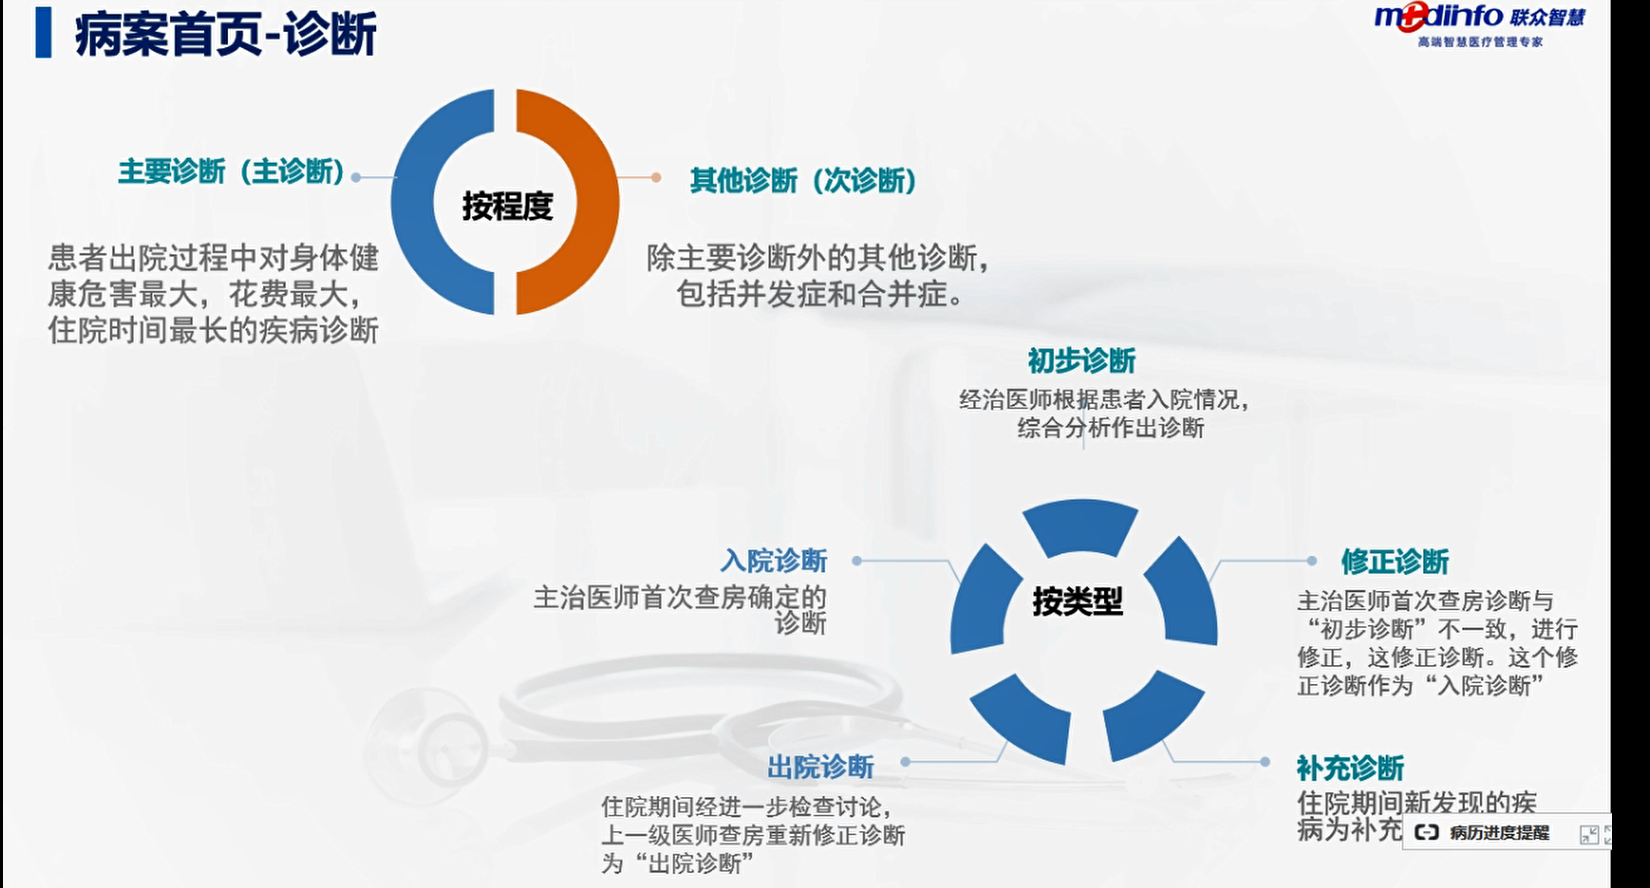 病案首页-诊断
medinfo 联众智慧
高端智慧医疗管理专家
主要诊断（主诊断）
患者出院过程中对身体健
康危害最大，花费最大，
住院时间最长的疾病诊断
按程度
其他诊断（次诊断）
除主要诊断外的其他诊断，
包括并发症和合并症。
初步诊断
经治医师根据患者入院情况，
综合分析作出诊断
入院诊断
主治医师首次查房确定的
诊断
按类型
修正诊断
主治医师首次查房诊断与
“初步诊断”不一致，进行
修正，这修正诊断。这个修
正诊断作为“入院诊断”
出院诊断
住院期间经进一步检查讨论，
上一级医师查房重新修正诊断
为“出院诊断”
补充诊断
住院期间新发现的疾
病为补充
病历进度提醒